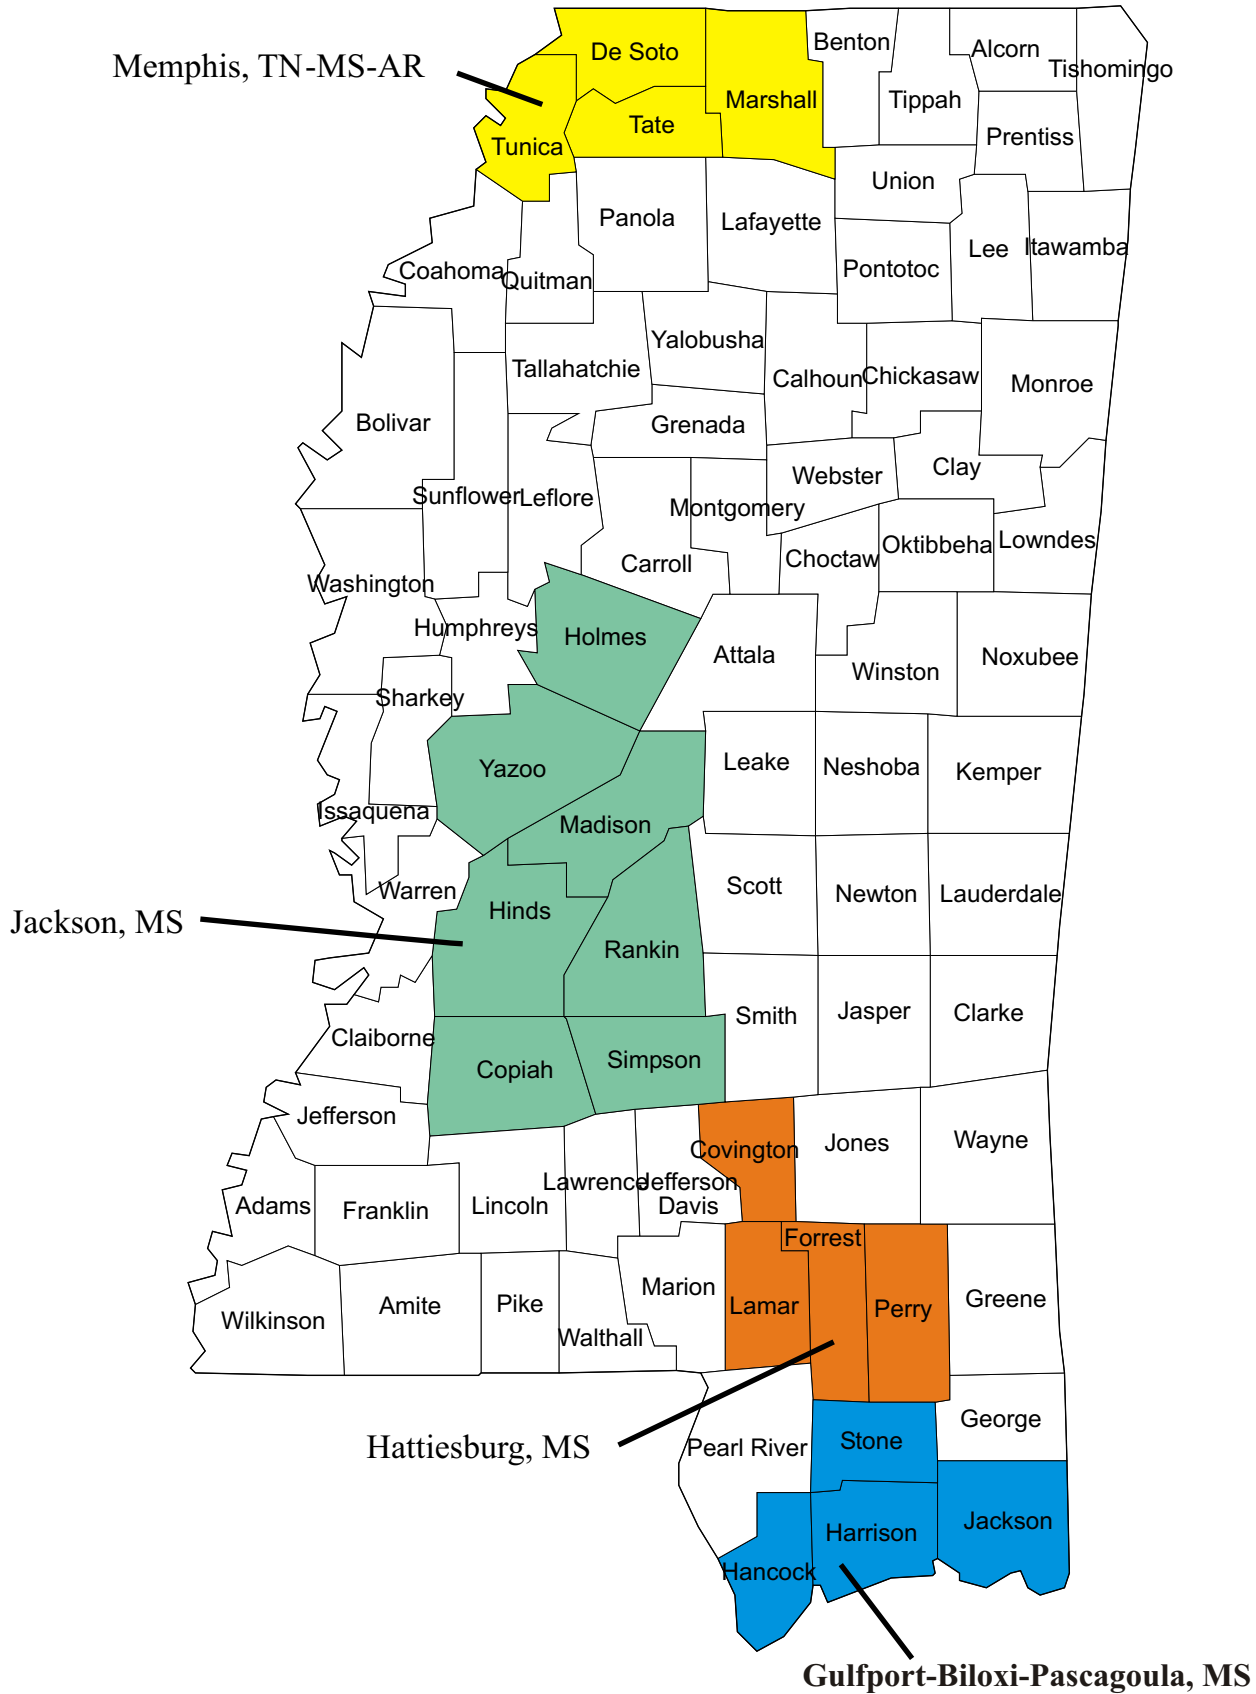 Benton
Alcorn
De Soto
Memphis, TN-MS-AR
Tishomingo
Marshall
Tippah
Tate
Prentiss
Tunica
Union
Panola
Lafayette
Lee
Itawamba
Coahoma
Pontotoc
Quitman
Yalobusha
Tallahatchie
Calhoun
Chickasaw
Monroe
Bolivar
Grenada
Clay
Webster
Sunflower
Leflore
Montgomery
Lowndes
Oktibbeha
Choctaw
Carroll
Washington
Humphreys
Holmes
Attala
Noxubee
Winston
Sharkey
Leake
Neshoba
Yazoo
Kemper
Issaquena
Madison
Scott
Warren
Newton
Lauderdale
Hinds
Jackson, MS
Rankin
Smith
Jasper
Clarke
Claiborne
Simpson
Copiah
Jefferson
Covington
Jones
Wayne
Lawrence
Jefferson
Davis
Adams
Franklin
Lincoln
Forrest
Marion
Greene
Amite
Pike
Lamar
Perry
Wilkinson
Walthall
George
Hattiesburg, MS
Pearl River
Stone
Jackson
Harrison
Hancock
Gulfport-Biloxi-Pascagoula, MS